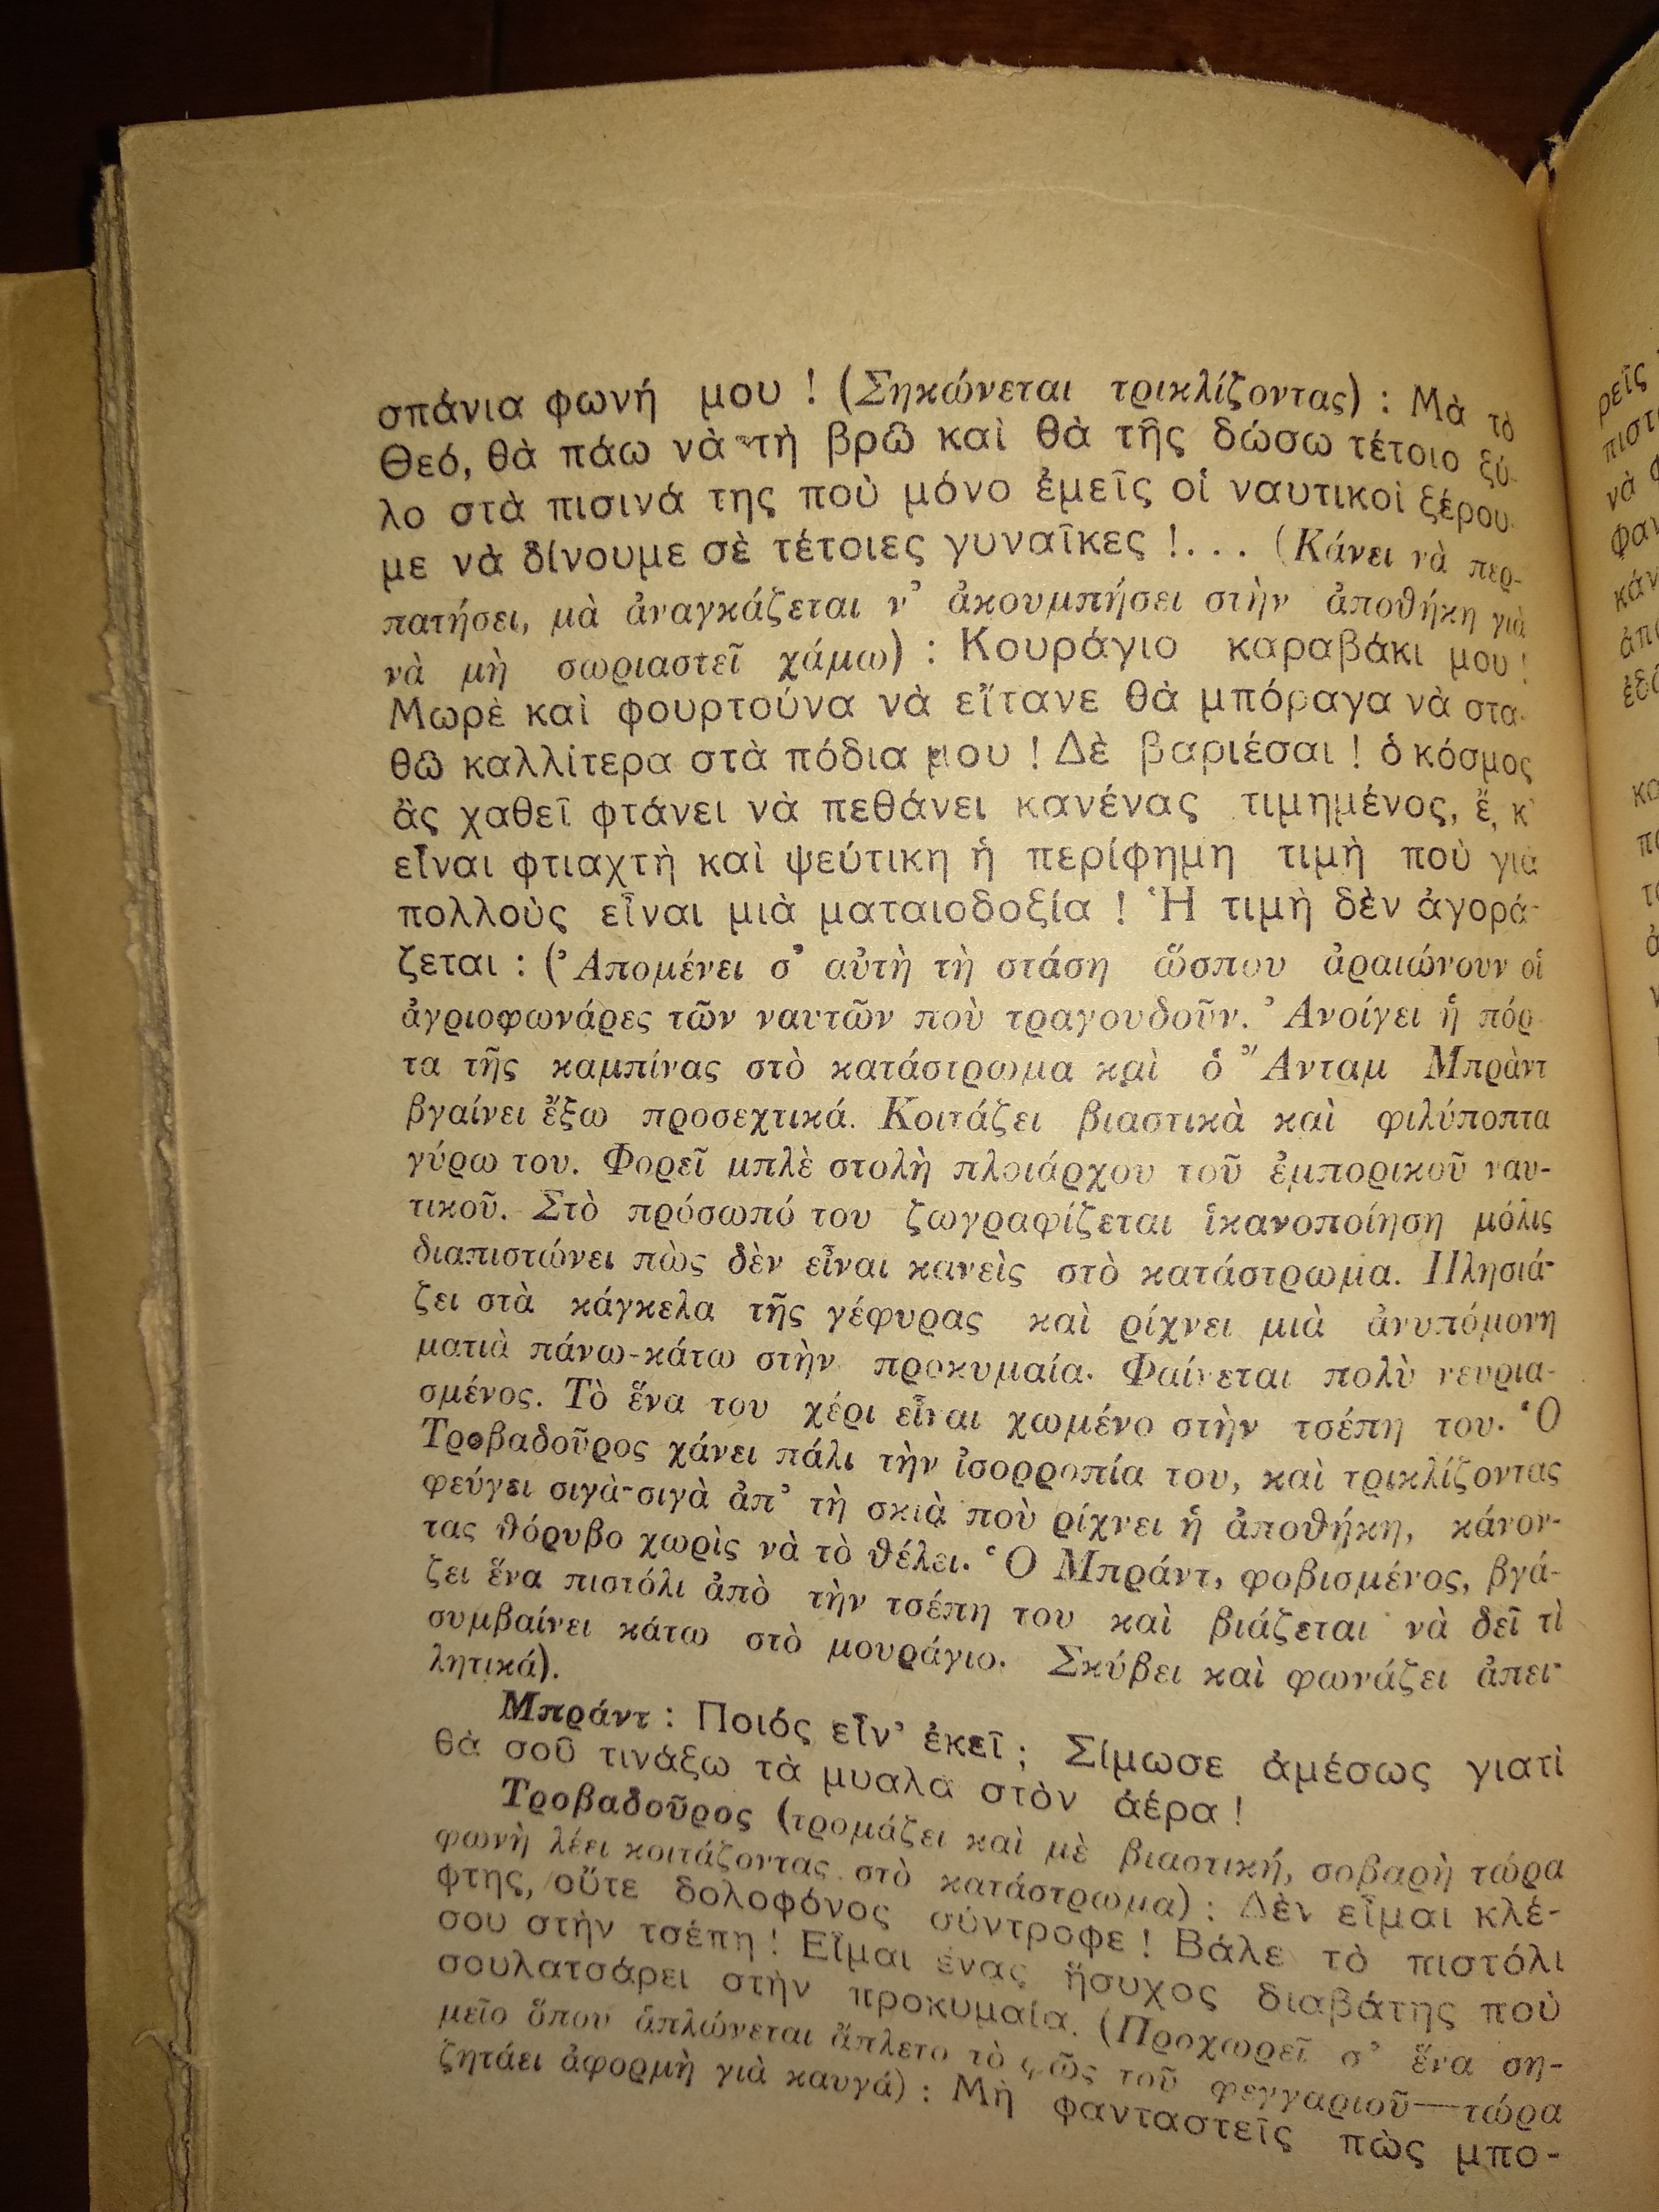 σπάνια φωνή μου ! (Σηκώνεται τρικλίζοντας) : Μὰ τὸ
Θεό, θὰ πάω νὰ τὴ βρῶ καὶ θὰ τῆς δώσω τέτοιο ξύ-
λο στὰ πισινά της ποὺ μόνο ἐμεῖς οἱ ναυτικοὶ ξέρου-
με νὰ δίνουμε σὲ τέτοιες γυναῖκες !... (Κάνει νὰ περ-
πατήσει, μὰ ἀναγκάζεται ν' ἀκουμπήσει στὴν ἀποθήκη γιὰ
νὰ μὴ σωριαστεῖ χάμω) : Κουράγιο καραβάκι μου !
Μωρὲ καὶ φουρτούνα νὰ εἴτανε θὰ μπόραγα νὰ στα-
θῶ καλλίτερα στὰ πόδια μου ! Δὲ βαριέσαι ! ὁ κόσμος
ἂς χαθεῖ φτάνει νὰ πεθάνει κανένας τιμημένος, ἔ, κ'
εἶναι φτιαχτὴ καὶ ψεύτικη ἡ περίφημη τιμὴ ποὺ γιὰ
πολλοὺς εἶναι μιὰ ματαιοδοξία ! Ἡ τιμὴ δὲν ἀγορά-
ζεται : (Ἀπομένει σ' αὐτὴ τὴ στάση ὥσπου ἀραιώνουν οἱ
ἀγριοφωνάρες τῶν ναυτῶν ποὺ τραγουδοῦν. Ἀνοίγει ἡ πόρ-
τα τῆς καμπίνας στὸ κατάστρωμα καὶ ὁ Ἄνταμ Μπρὰντ
βγαίνει ἔξω προσεχτικά. Κοιτάζει βιαστικὰ καὶ φιλύποπτα
γύρω του. Φορεῖ μπλὲ στολὴ πλοιάρχου τοῦ ἐμπορικοῦ ναυ-
τικοῦ. Στὸ πρόσωπό του ζωγραφίζεται ἱκανοποίηση μόλις
διαπιστώνει πὼς δὲν εἶναι κανεὶς στὸ κατάστρωμα. Πλησιά-
ζει στὰ κάγκελα τῆς γέφυρας καὶ ρίχνει μιὰ ἀνυπόμονη
ματιὰ πάνω-κάτω στὴν προκυμαία. Φαίνεται πολὺ νευρια-
σμένος. Τὸ ἕνα του χέρι εἶναι χωμένο στὴν τσέπη του. Ὁ
Τροβαδοῦρος χάνει πάλι τὴν ἰσορροπία του, καὶ τρικλίζοντας
φεύγει σιγὰ-σιγὰ ἀπ' τὴ σκιὰ ποὺ ρίχνει ἡ ἀποθήκη, κάνον-
τας θόρυβο χωρὶς νὰ τὸ θέλει. Ὁ Μπράντ, φοβισμένος, βγά-
ζει ἕνα πιστόλι ἀπὸ τὴν τσέπη του καὶ βιάζεται νὰ δεῖ τὶ
συμβαίνει κάτω στὸ μουράγιο. Σκύβει καὶ φωνάζει ἀπει-
λητικά).
Μπράντ : Ποιός εἶν' ἐκεῖ ; Σίμωσε ἀμέσως γιατὶ
θὰ σοῦ τινάξω τὰ μυαλα στὸν ἀέρα !
Τροβαδοῦρος (τρομάζει καὶ μὲ βιαστική, σοβαρὴ τώρα
φωνὴ λέει κοιτάζοντας στὸ κατάστρωμα) : Δὲν εἶμαι κλέ-
φτης, οὔτε δολοφόνος σύντροφε ! Βάλε τὸ πιστόλι
σου στὴν τσέπη ! Εἶμαι ἕνας ἥσυχος διαβάτης ποὺ
σουλατσάρει στὴν προκυμαία. (Προχωρεῖ σ' ἕνα ση-
μεῖο ὅπου ἁπλώνεται ἄπλετο τὸ φῶς τοῦ φεγγαριοῦ—τώρα
ζητάει ἀφορμὴ γιὰ καυγά) : Μὴ φανταστεῖς πὼς μπο-
ρεῖς
νὰ
κάν